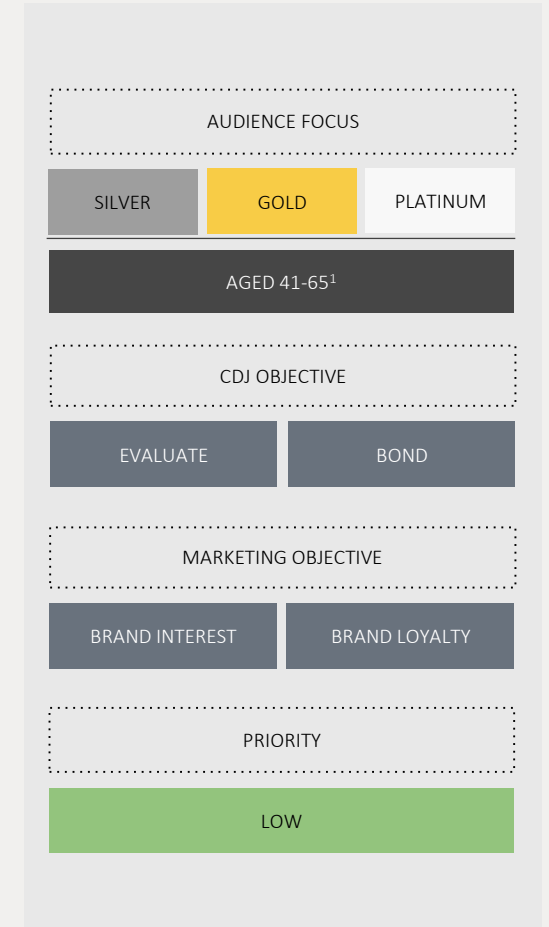 AUDIENCE FOCUS
SILVER GOLD PLATINUM
AGED 41-65¹
CDJ OBJECTIVE
EVALUATE BOND
MARKETING OBJECTIVE
BRAND INTEREST BRAND LOYALTY
PRIORITY
LOW